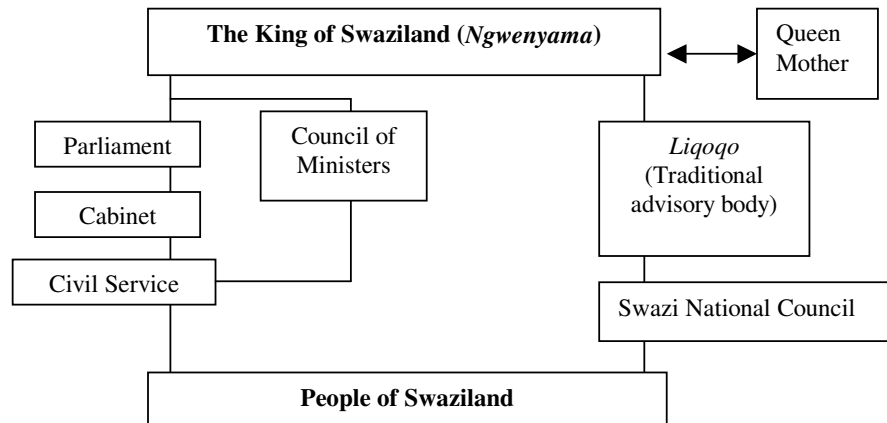 The King of Swaziland (Ngwenyama)
Queen
Mother
Parliament
Council of
Ministers
Liqoqo
(Traditional
advisory body)
Cabinet
Civil Service
Swazi National Council
People of Swaziland